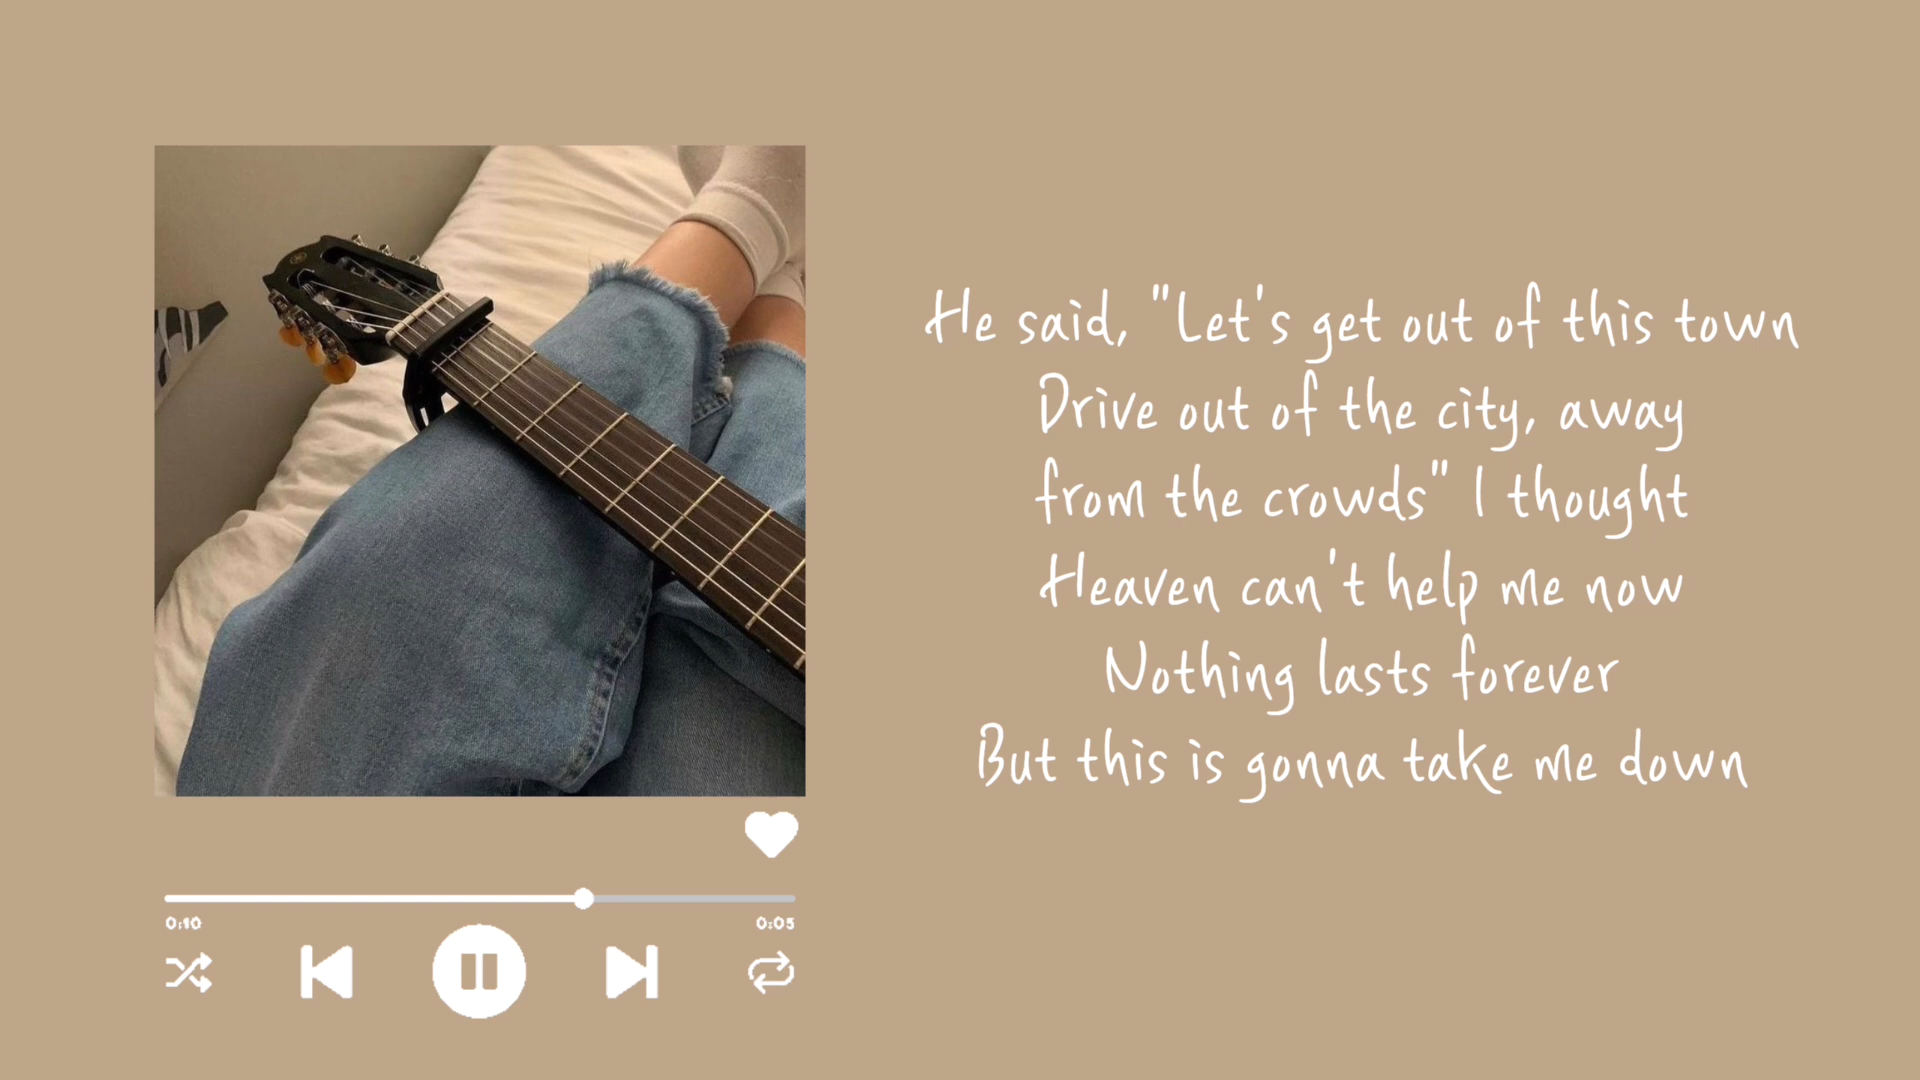 He said, "Let's get out of this town
Drive out of the city, away
from the crowds" I thought
Heaven can't help me now
Nothing lasts forever
But this is gonna take me down
0:10
0:05